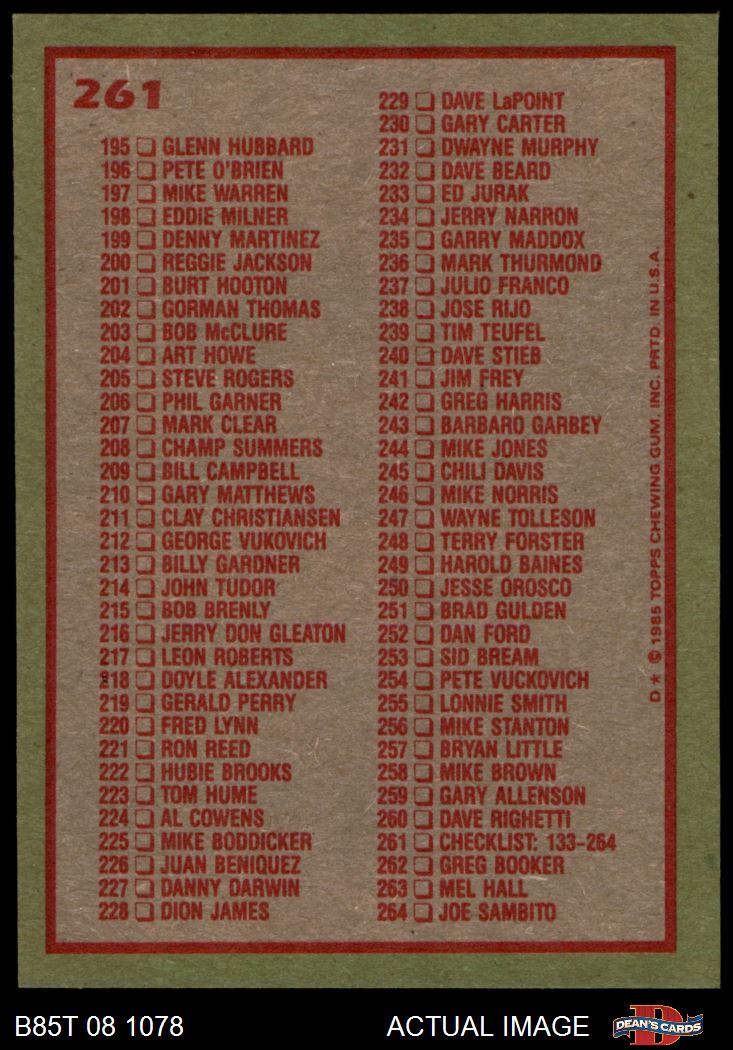 261
195 GLENN HUBBARD
196 PETE O'BRIEN
197 MIKE WARREN
198 EDDIE MILNER
199 DENNY MARTINEZ
200 REGGIE JACKSON
201 BURT HOOTON
202 GORMAN THOMAS
203 BOB McCLURE
204 ART HOWE
205 STEVE ROGERS
206 PHIL GARNER
207 MARK CLEAR
208 CHAMP SUMMERS
209 BILL CAMPBELL
210 GARY MATTHEWS
211 CLAY CHRISTIANSEN
212 GEORGE VUKOVICH
213 BILLY GARDNER
214 JOHN TUDOR
215 BOB BRENLY
216 JERRY DON GLEATON
217 LEON ROBERTS
218 DOYLE ALEXANDER
219 GERALD PERRY
220 FRED LYNN
221 RON REED
222 HUBIE BROOKS
223 TOM HUME
224 AL COWENS
225 MIKE BODDICKER
226 JUAN BENIQUEZ
227 DANNY DARWIN
228 DION JAMES
229 DAVE LaPOINT
230 GARY CARTER
231 DWAYNE MURPHY
232 DAVE BEARD
233 ED JURAK
234 JERRY NARRON
235 GARRY MADDOX
236 MARK THURMOND
237 JULIO FRANCO
238 JOSE RIJO
239 TIM TEUFEL
240 DAVE STIEB
241 JIM FREY
242 GREG HARRIS
243 BARBARO GARBEY
244 MIKE JONES
245 CHILI DAVIS
246 MIKE NORRIS
247 WAYNE TOLLESON
248 TERRY FORSTER
249 HAROLD BAINES
250 JESSE OROSCO
251 BRAD GULDEN
252 DAN FORD
253 SID BREAM
254 PETE VUCKOVICH
255 LONNIE SMITH
256 MIKE STANTON
257 BRYAN LITTLE
258 MIKE BROWN
259 GARY ALLENSON
260 DAVE RIGHETTI
261 CHECKLIST: 133-264
262 GREG BOOKER
263 MEL HALL
264 JOE SAMBITO
D* © 1985 TOPPS CHEWING GUM, INC. PRTD. IN U.S.A.
B85T 08 1078
ACTUAL IMAGE
DEAN'S CARDS